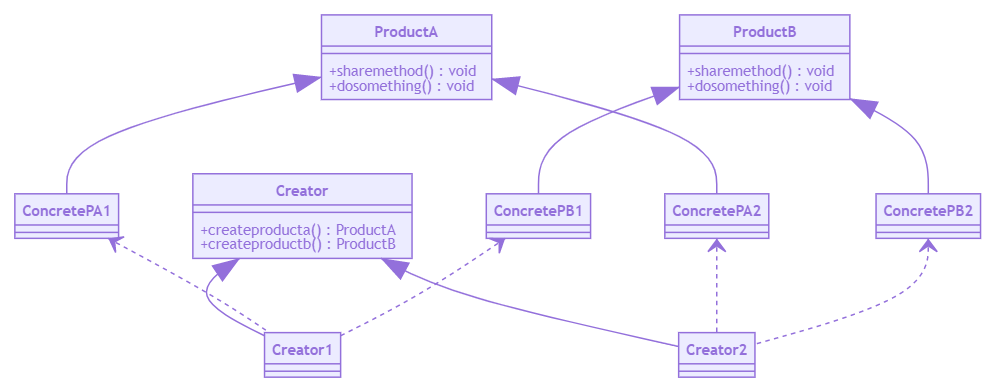 ProductA
+sharemethod() : void
+dosomething() : void
ProductB
+sharemethod() : void
+dosomething() : void
ConcretePA1
Creator
+createproducta() : ProductA
+createproductb() : ProductB
ConcretePB1
ConcretePA2
ConcretePB2
Creator1
Creator2